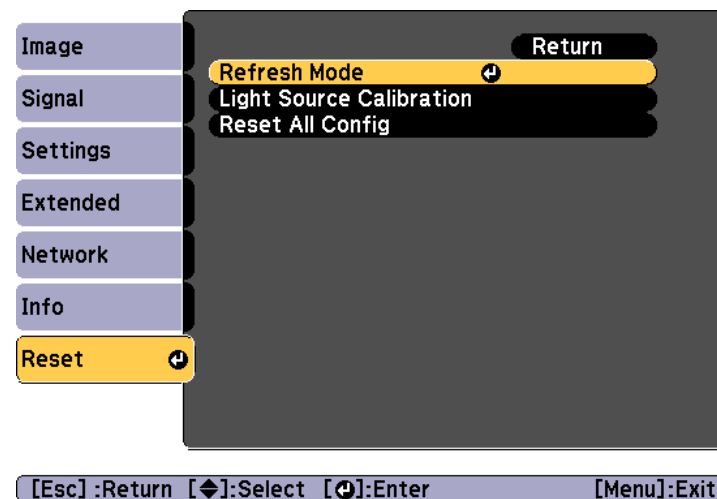 Image
Signal
Settings
Extended
Network
Info
Reset
Return
Refresh Mode
Light Source Calibration
Reset All Config
[Esc] :Return [◆]:Select [↵]:Enter [Menu]:Exit